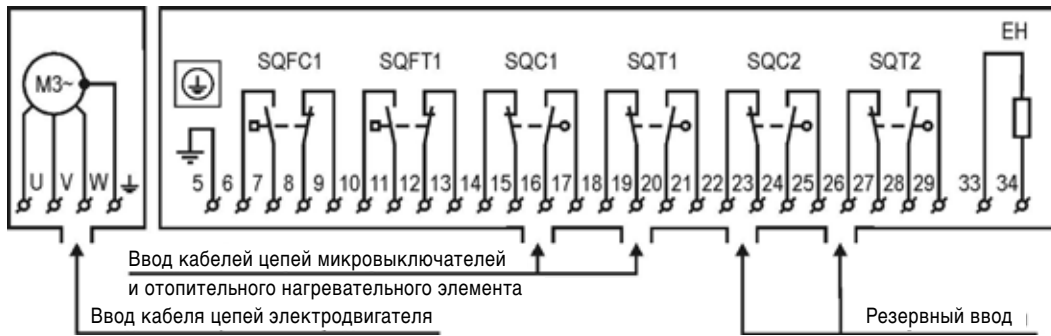 EH
SQFC1 SQFT1 SQC1 SQT1 SQC2 SQT2
M3~
U V W 5 6 7 8 9 10 11 12 13 14 15 16 17 18 19 20 21 22 23 24 25 26 27 28 29 33 34
Ввод кабелей цепей микровыключателей
и отопительного нагревательного элемента
Ввод кабеля цепей электродвигателя Резервный ввод